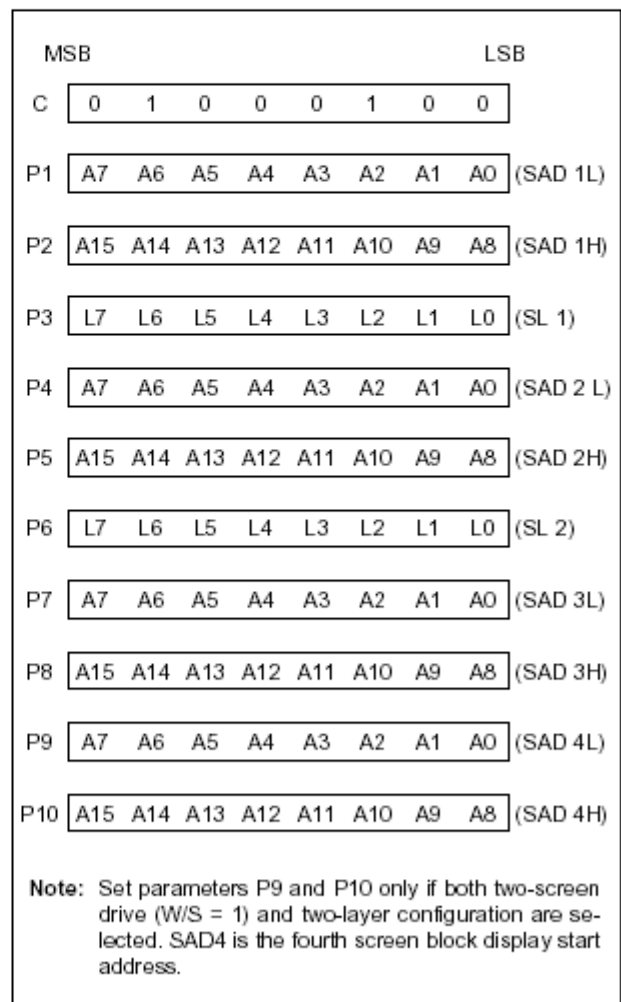 MSB LSB
C 0 1 0 0 0 1 0 0
P1 A7 A6 A5 A4 A3 A2 A1 A0 (SAD 1L)
P2 A15 A14 A13 A12 A11 A10 A9 A8 (SAD 1H)
P3 L7 L6 L5 L4 L3 L2 L1 L0 (SL 1)
P4 A7 A6 A5 A4 A3 A2 A1 A0 (SAD 2 L)
P5 A15 A14 A13 A12 A11 A10 A9 A8 (SAD 2H)
P6 L7 L6 L5 L4 L3 L2 L1 L0 (SL 2)
P7 A7 A6 A5 A4 A3 A2 A1 A0 (SAD 3L)
P8 A15 A14 A13 A12 A11 A10 A9 A8 (SAD 3H)
P9 A7 A6 A5 A4 A3 A2 A1 A0 (SAD 4L)
P10 A15 A14 A13 A12 A11 A10 A9 A8 (SAD 4H)
Note: Set parameters P9 and P10 only if both two-screen
drive (W/S = 1) and two-layer configuration are se-
lected. SAD4 is the fourth screen block display start
address.